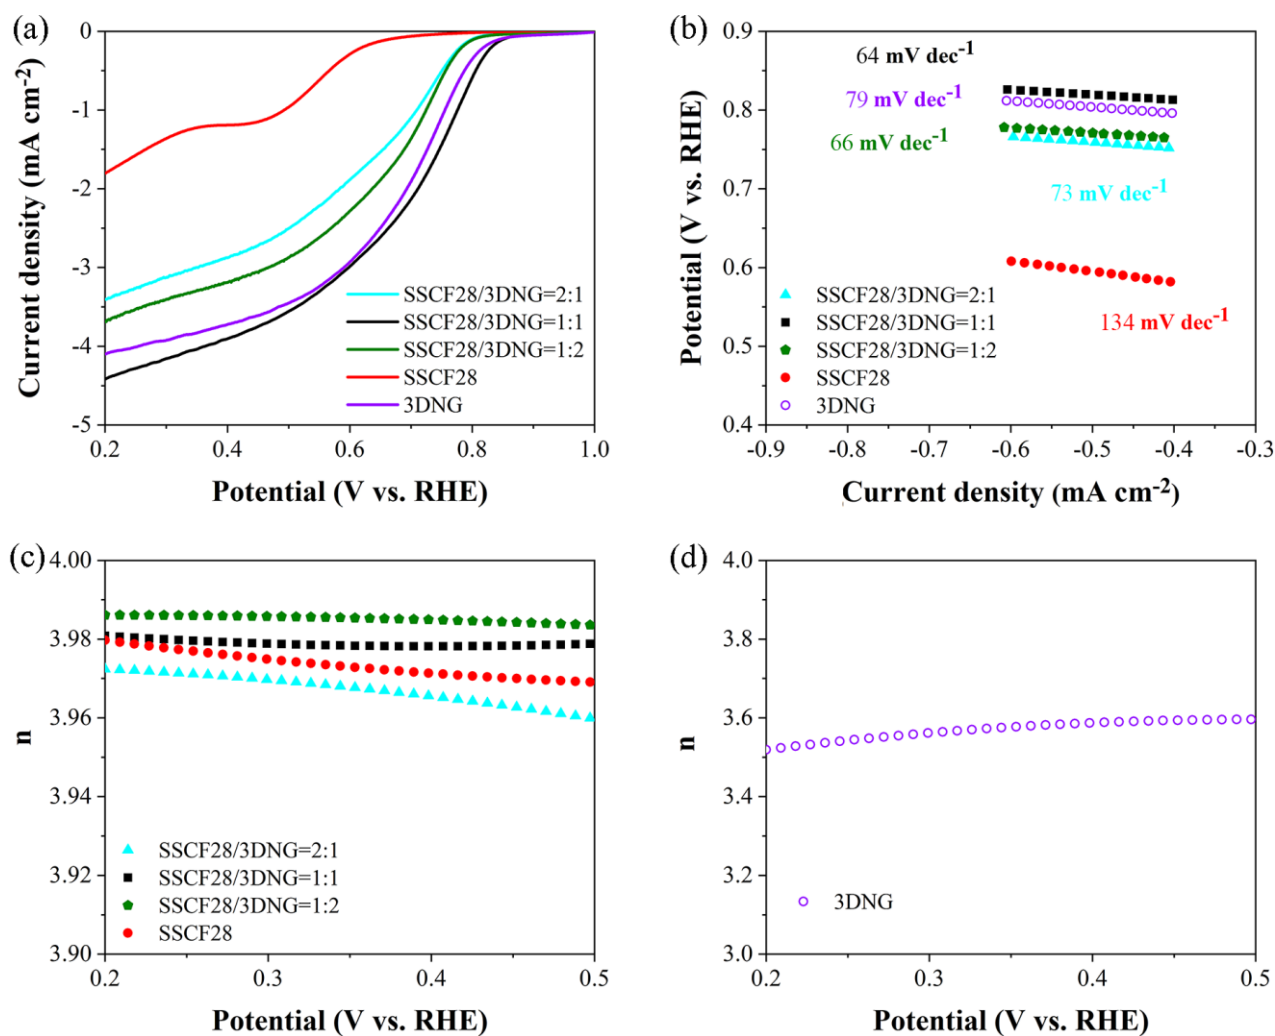 (a)
0
-1
-2
-3
-4
-5
0.2
0.4
0.6
0.8
1.0
Current density (mA cm⁻²)
Potential (V vs. RHE)
SSCF28/3DNG=2:1
SSCF28/3DNG=1:1
SSCF28/3DNG=1:2
SSCF28
3DNG
(b)
0.9
0.8
0.7
0.6
0.5
0.4
-0.9
-0.8
-0.7
-0.6
-0.5
-0.4
-0.3
Potential (V vs. RHE)
Current density (mA cm⁻²)
64 mV dec⁻¹
79 mV dec⁻¹
66 mV dec⁻¹
73 mV dec⁻¹
134 mV dec⁻¹
SSCF28/3DNG=2:1
SSCF28/3DNG=1:1
SSCF28/3DNG=1:2
SSCF28
3DNG
(c)
4.00
3.98
3.96
3.94
3.92
3.90
0.2
0.3
0.4
0.5
n
Potential (V vs. RHE)
SSCF28/3DNG=2:1
SSCF28/3DNG=1:1
SSCF28/3DNG=1:2
SSCF28
(d)
4.0
3.8
3.6
3.4
3.2
3.0
0.2
0.3
0.4
0.5
n
Potential (V vs. RHE)
3DNG